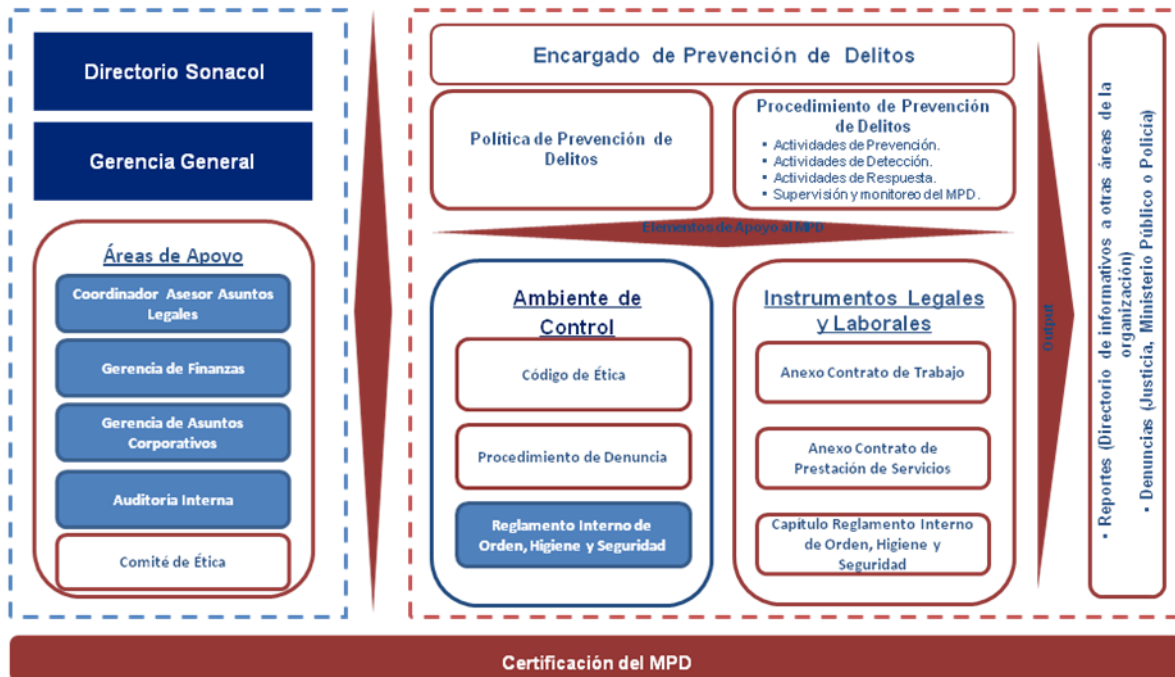 Directorio Sonacol
Gerencia General
Áreas de Apoyo
Coordinador Asesor Asuntos
Legales
Gerencia de Finanzas
Gerencia de Asuntos
Corporativos
Auditoria Interna
Comité de Ética
Encargado de Prevención de Delitos
Política de Prevención de
Delitos
Procedimiento de Prevención
de Delitos
▪ Actividades de Prevención.
▪ Actividades de Detección.
▪ Actividades de Respuesta.
▪ Supervisión y monitoreo del MPD.
Elementos de Apoyo al MPD
Ambiente de
Control
Código de Ética
Procedimiento de Denuncia
Reglamento Interno de
Orden, Higiene y Seguridad
Instrumentos Legales
y Laborales
Anexo Contrato de Trabajo
Anexo Contrato de
Prestación de Servicios
Capitulo Reglamento Interno
de Orden, Higiene y
Seguridad
Output
▪ Reportes (Directorio de informativos a otras áreas de la
organización)
▪ Denuncias (Justicia, Ministerio Público o Policía)
Certificación del MPD